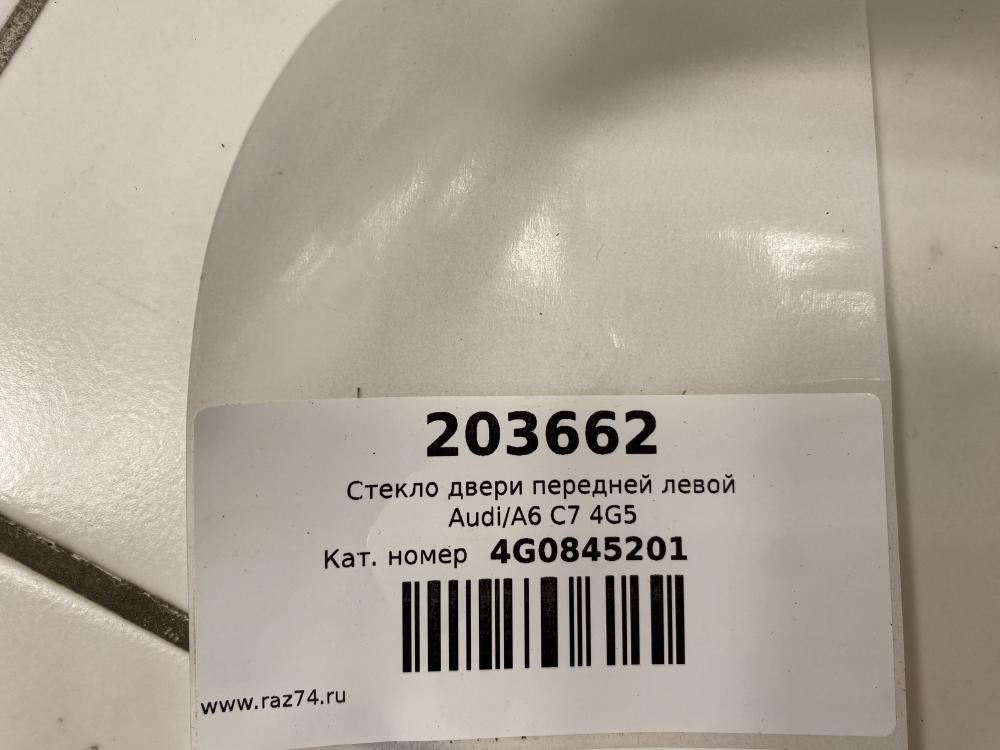 203662
Стекло двери передней левой
Audi/A6 C7 4G5
Кат. номер 4G0845201
www.raz74.ru